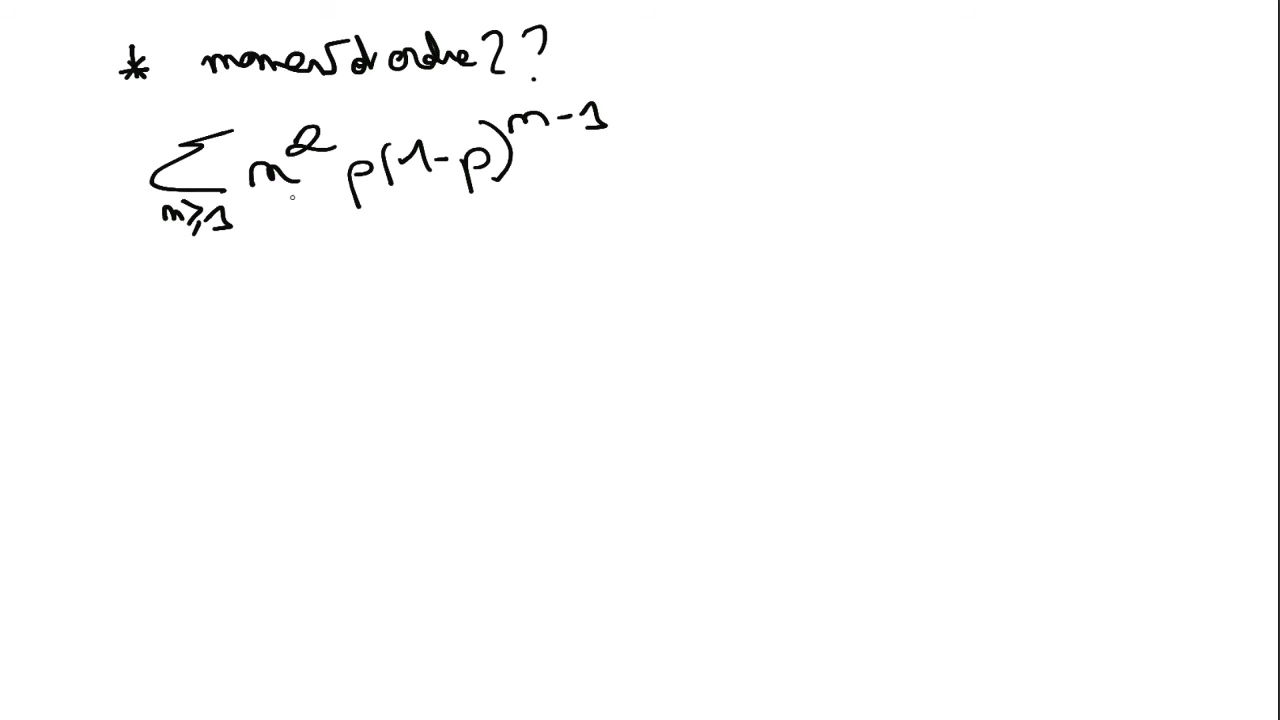 * moment d'ordre 2 ?
∑ n² p(1-p)^(n-1)
n⩾1